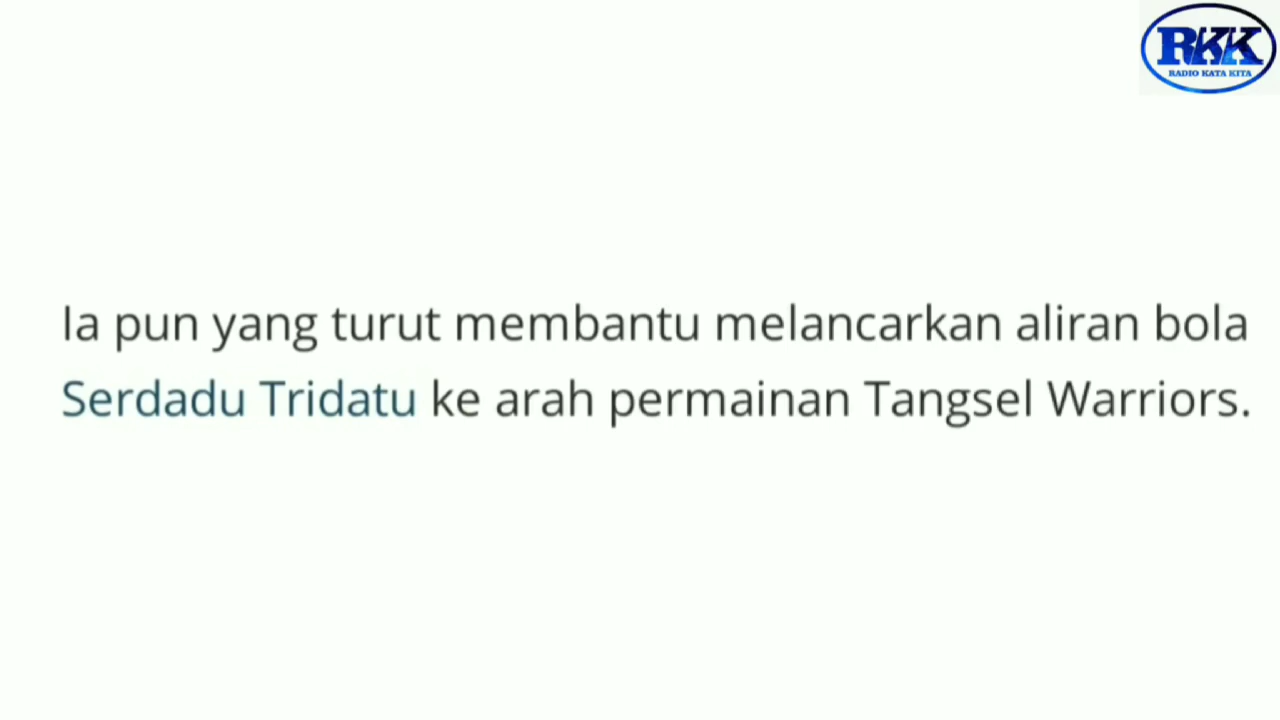 RKK
RADIO KATA KITA
Ia pun yang turut membantu melancarkan aliran bola
Serdadu Tridatu ke arah permainan Tangsel Warriors.